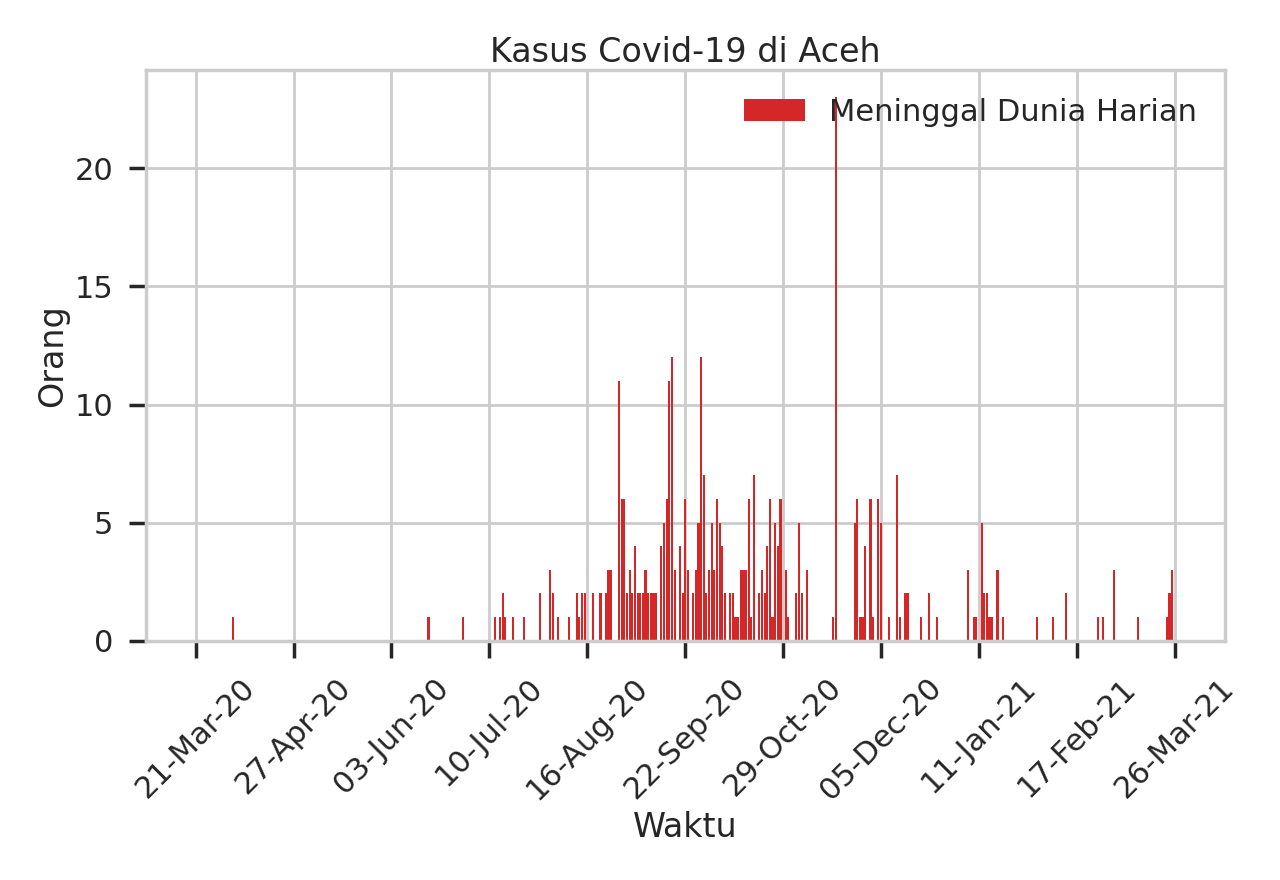 Kasus Covid-19 di Aceh
Meninggal Dunia Harian
Orang
20
15
10
5
0
21-Mar-20
27-Apr-20
03-Jun-20
10-Jul-20
16-Aug-20
22-Sep-20
29-Oct-20
05-Dec-20
11-Jan-21
17-Feb-21
26-Mar-21
Waktu